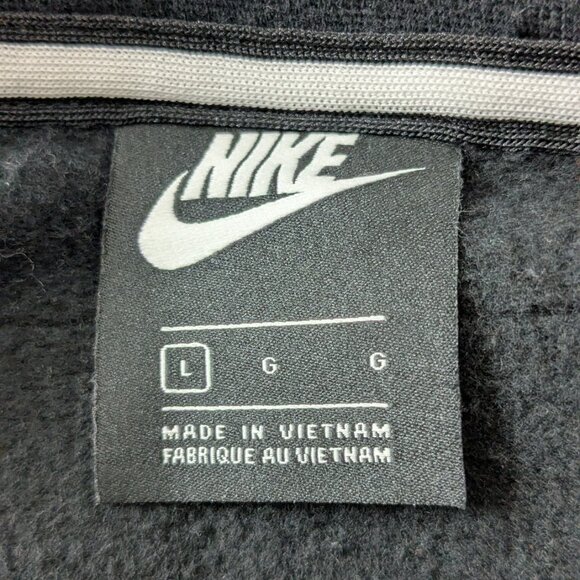 NIKE
L G G
MADE IN VIETNAM
FABRIQUE AU VIETNAM